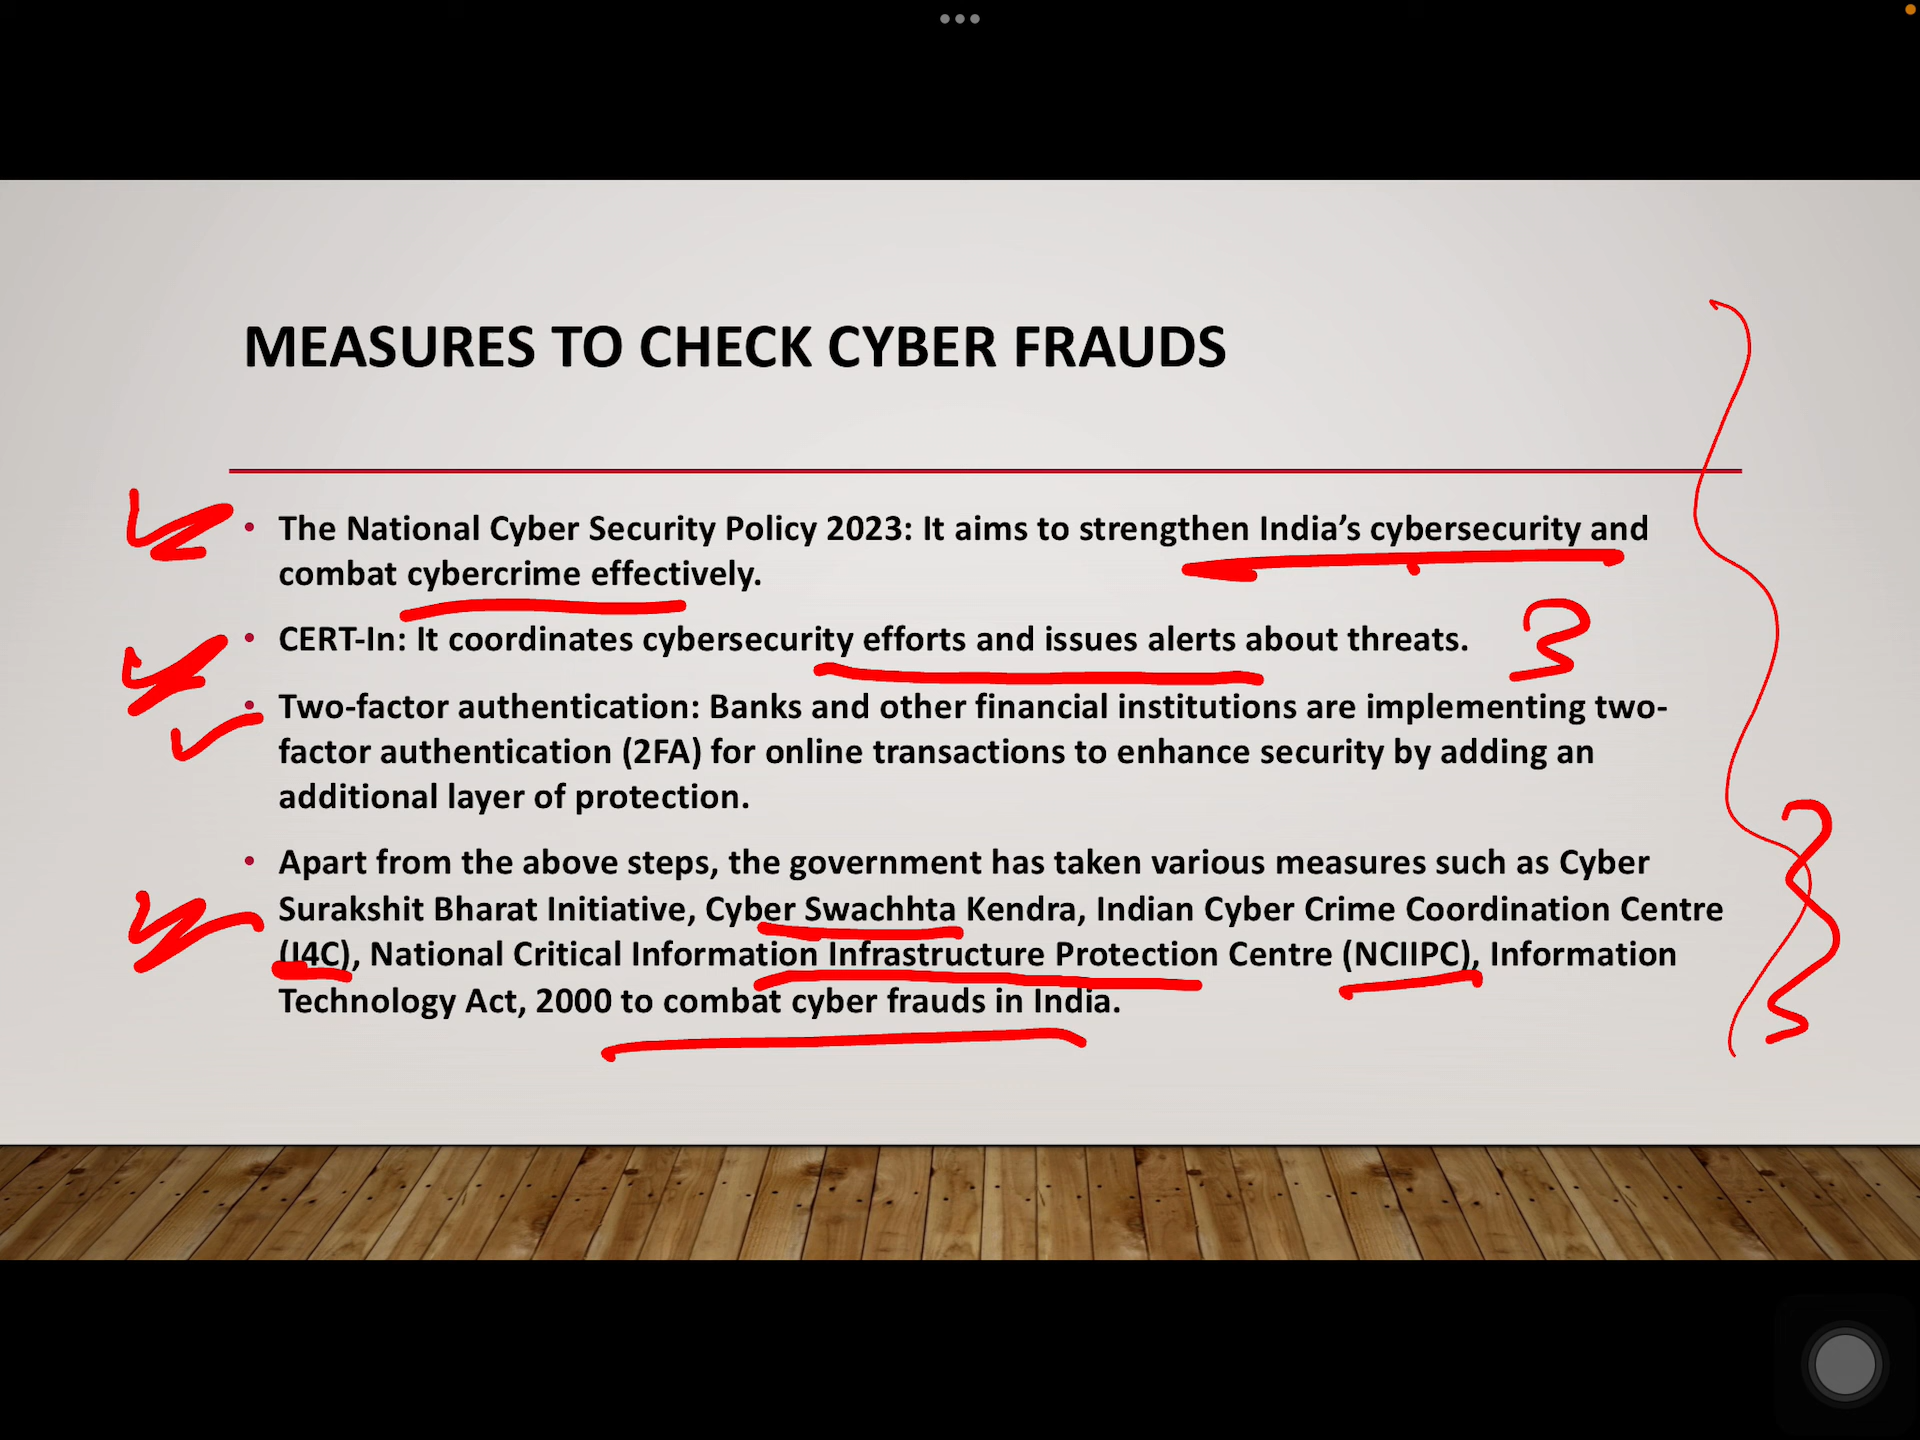 MEASURES TO CHECK CYBER FRAUDS
• The National Cyber Security Policy 2023: It aims to strengthen India’s cybersecurity and
combat cybercrime effectively.
• CERT-In: It coordinates cybersecurity efforts and issues alerts about threats.
• Two-factor authentication: Banks and other financial institutions are implementing two-
factor authentication (2FA) for online transactions to enhance security by adding an
additional layer of protection.
• Apart from the above steps, the government has taken various measures such as Cyber
Surakshit Bharat Initiative, Cyber Swachhta Kendra, Indian Cyber Crime Coordination Centre
(I4C), National Critical Information Infrastructure Protection Centre (NCIIPC), Information
Technology Act, 2000 to combat cyber frauds in India.